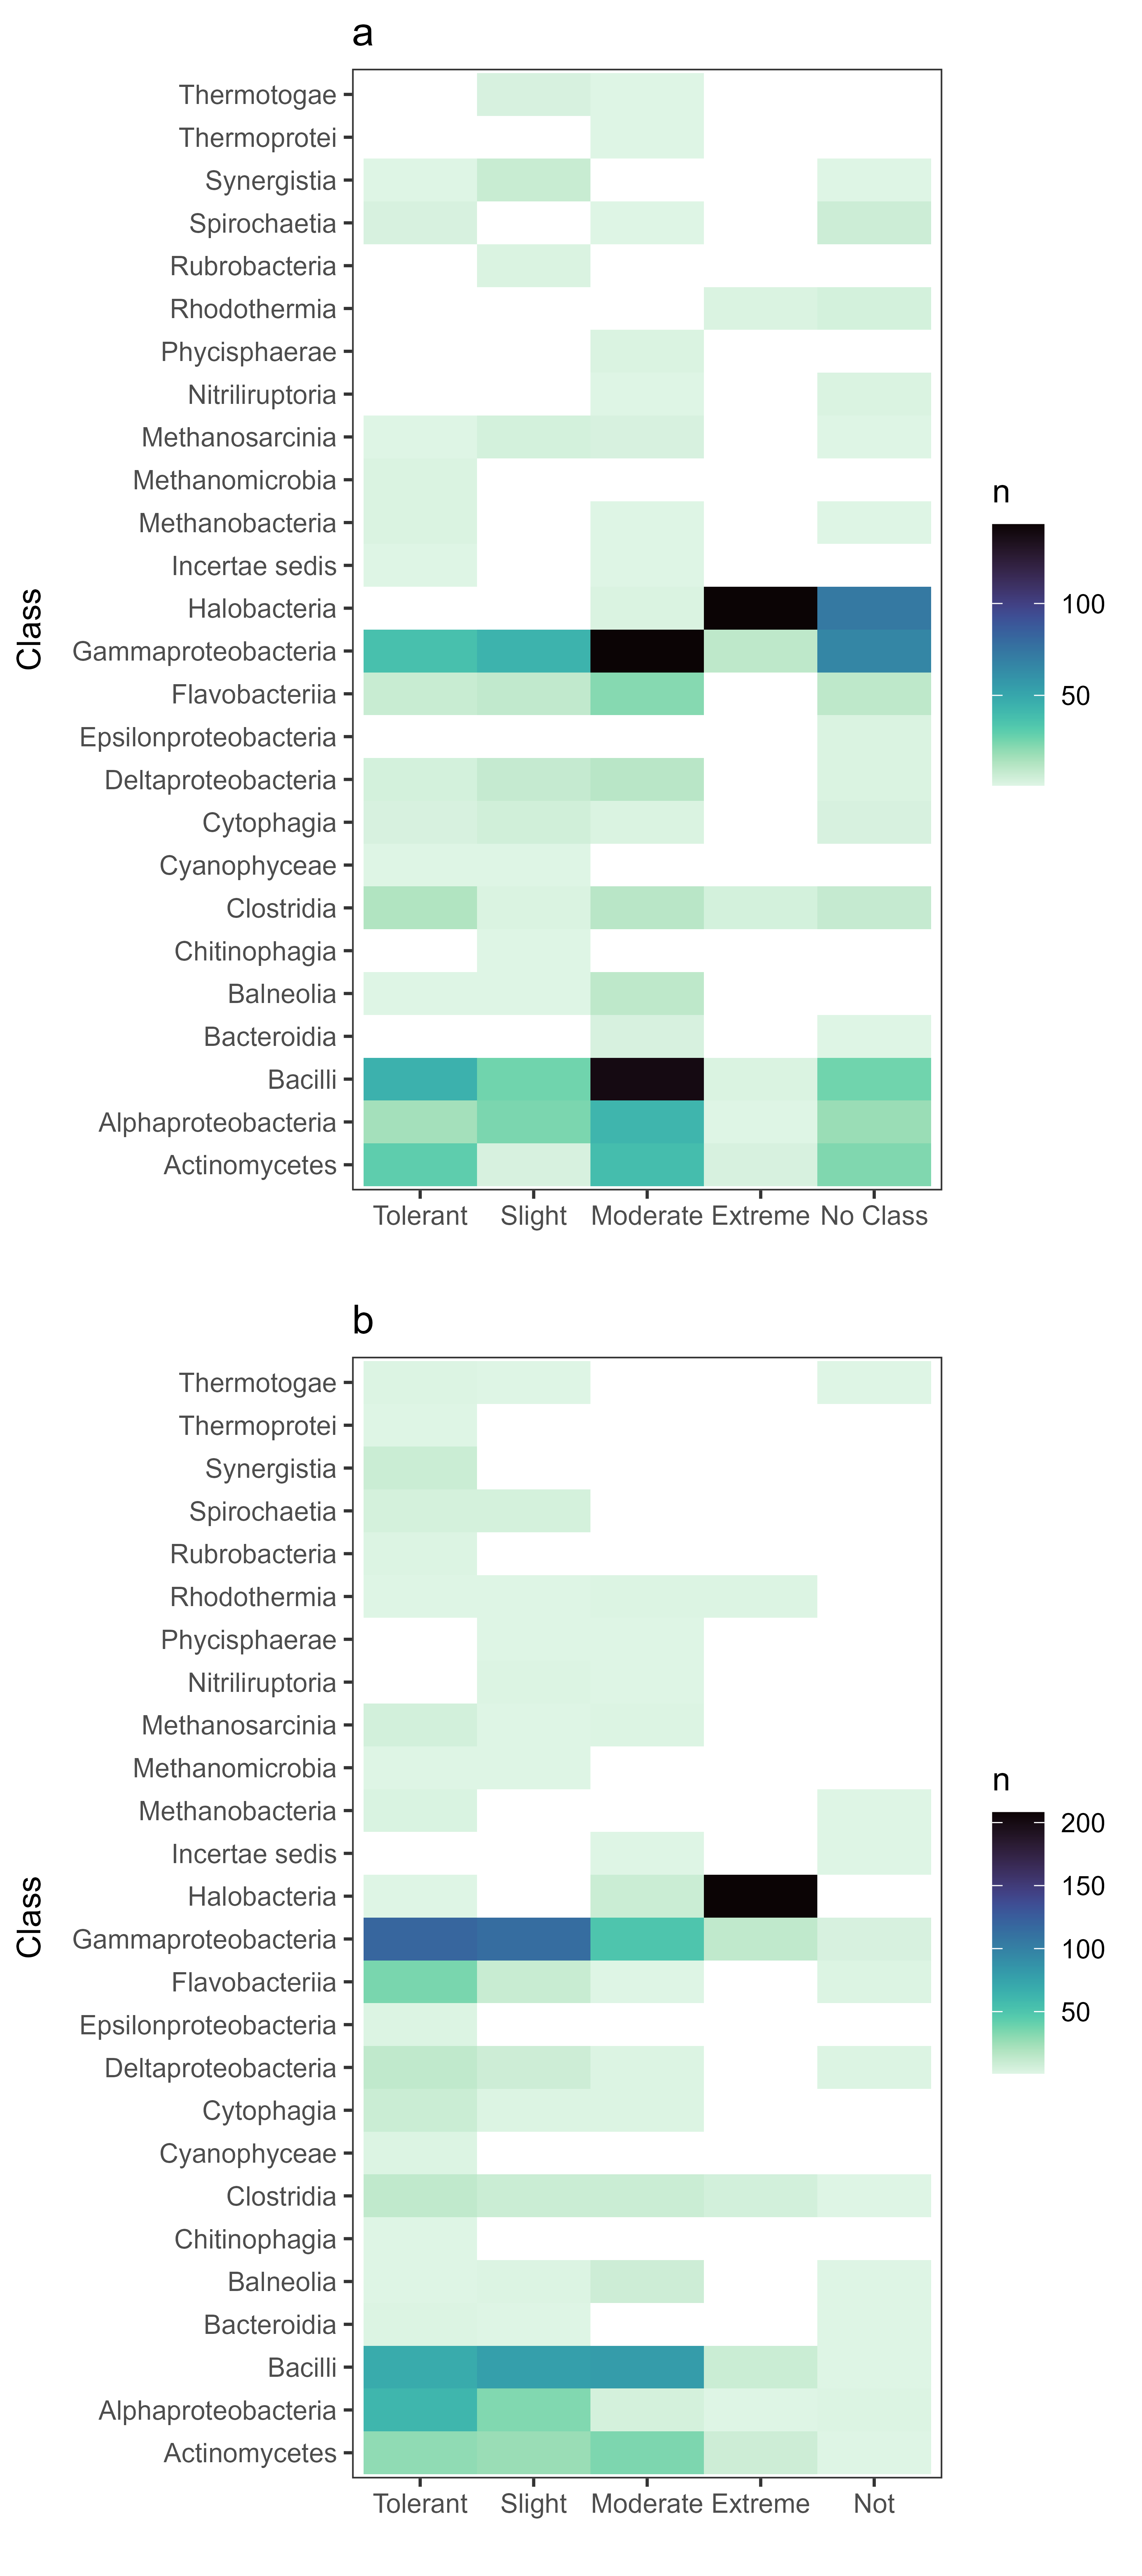 a
Class
Thermotogae
Thermoprotei
Synergistia
Spirochaetia
Rubrobacteria
Rhodothermia
Phycisphaerae
Nitriliruptoria
Methanosarcinia
Methanomicrobia
Methanobacteria
Incertae sedis
Halobacteria
Gammaproteobacteria
Flavobacteriia
Epsilonproteobacteria
Deltaproteobacteria
Cytophagia
Cyanophyceae
Clostridia
Chitinophagia
Balneolia
Bacteroidia
Bacilli
Alphaproteobacteria
Actinomycetes
Tolerant Slight Moderate Extreme No Class
n
100
50
b
Class
Thermotogae
Thermoprotei
Synergistia
Spirochaetia
Rubrobacteria
Rhodothermia
Phycisphaerae
Nitriliruptoria
Methanosarcinia
Methanomicrobia
Methanobacteria
Incertae sedis
Halobacteria
Gammaproteobacteria
Flavobacteriia
Epsilonproteobacteria
Deltaproteobacteria
Cytophagia
Cyanophyceae
Clostridia
Chitinophagia
Balneolia
Bacteroidia
Bacilli
Alphaproteobacteria
Actinomycetes
Tolerant Slight Moderate Extreme Not
n
200
150
100
50